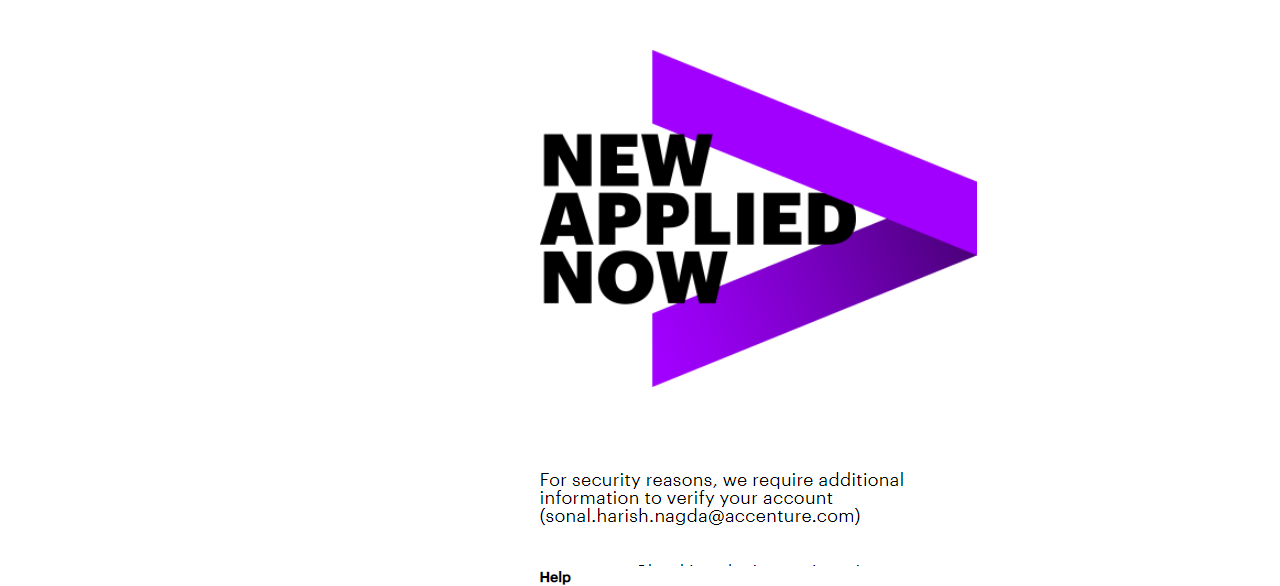 NEW
APPLIED
NOW
For security reasons, we require additional
information to verify your account
(sonal.harish.nagda@accenture.com)
Help